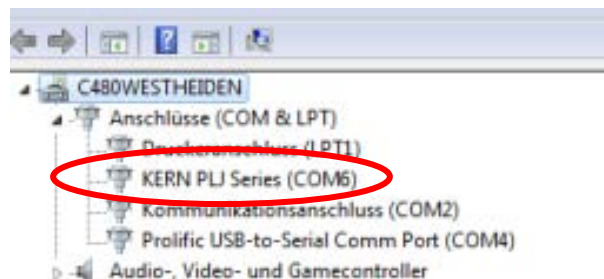 C480WESTHEIDEN
Anschlüsse (COM & LPT)
Druckeranschluss (LPT1)
KERN PLJ Series (COM6)
Kommunikationsanschluss (COM2)
Prolific USB-to-Serial Comm Port (COM4)
Audio-, Video- und Gamecontroller